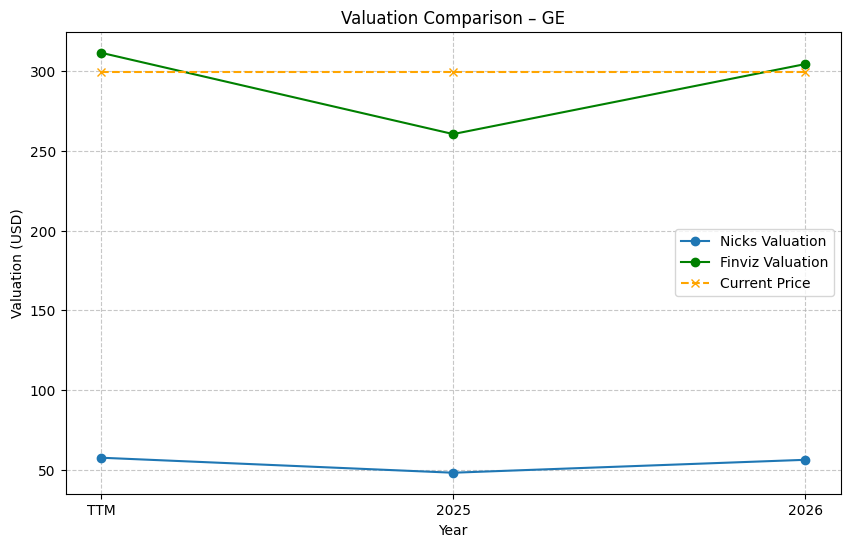 Valuation Comparison – GE
Valuation (USD)
300
250
200
150
100
50
Nicks Valuation
Finviz Valuation
Current Price
TTM
2025
2026
Year